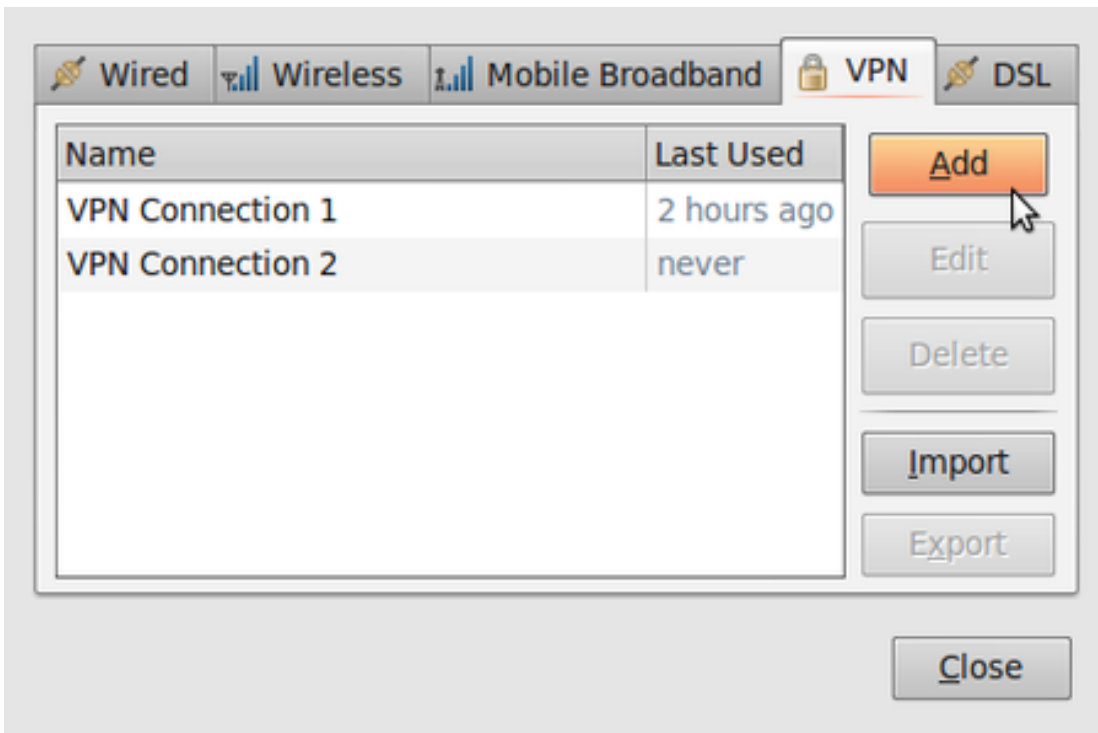 Wired Wireless Mobile Broadband VPN DSL
Name Last Used
Add
VPN Connection 1 2 hours ago
VPN Connection 2 never
Edit
Delete
Import
Export
Close